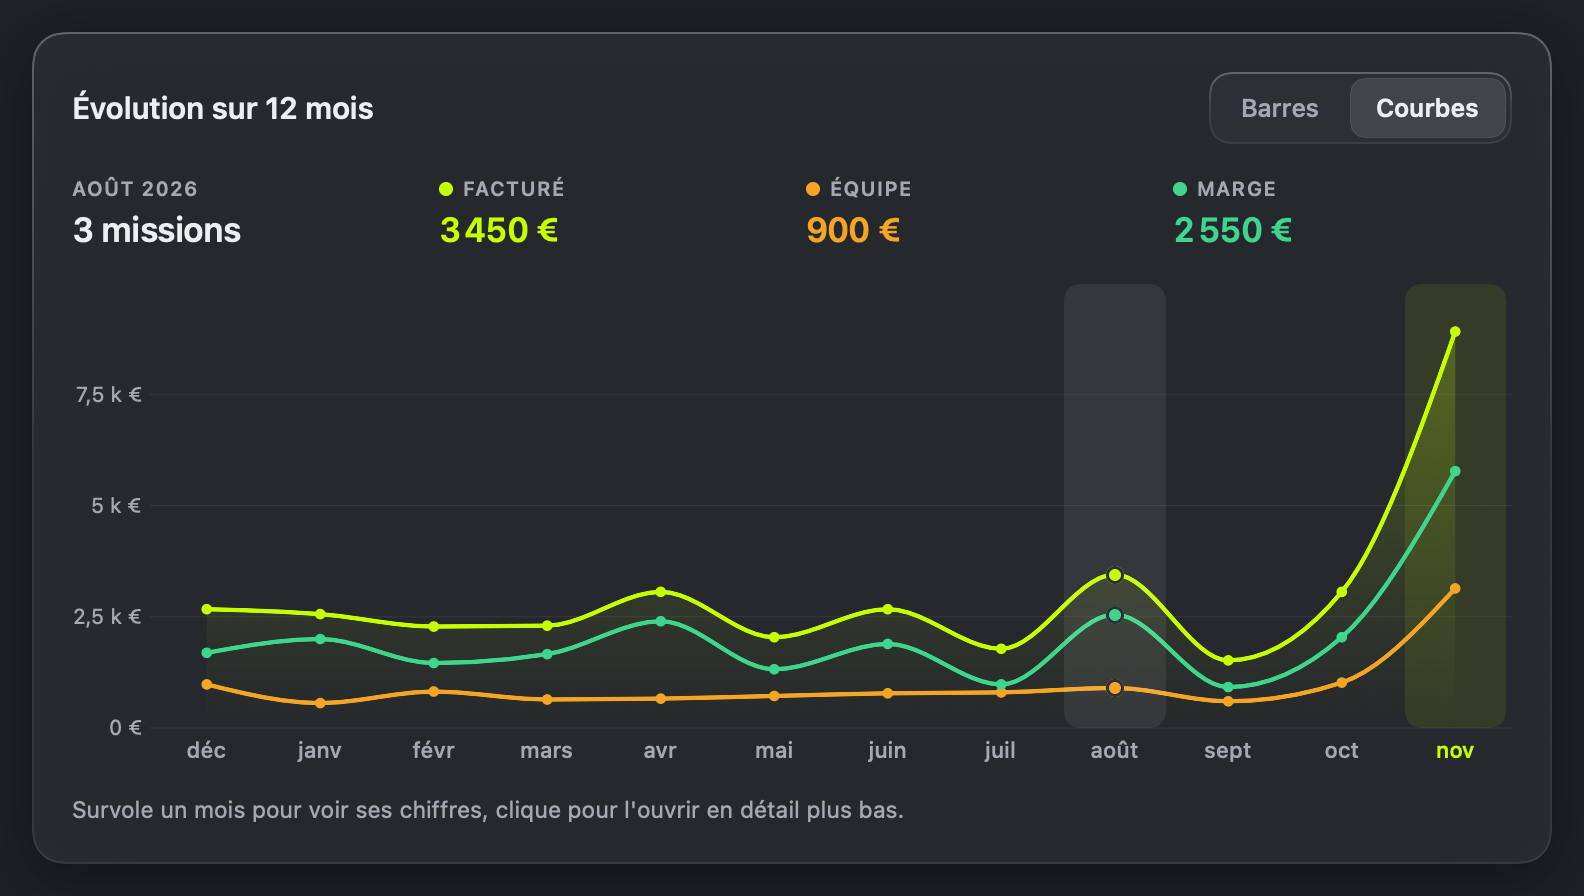 Évolution sur 12 mois
Barres
Courbes
AOÛT 2026
3 missions
FACTURÉ
3 450 €
ÉQUIPE
900 €
MARGE
2 550 €
7,5 k €
5 k €
2,5 k €
0 €
déc janv févr mars avr mai juin juil août sept oct nov
Survole un mois pour voir ses chiffres, clique pour l'ouvrir en détail plus bas.